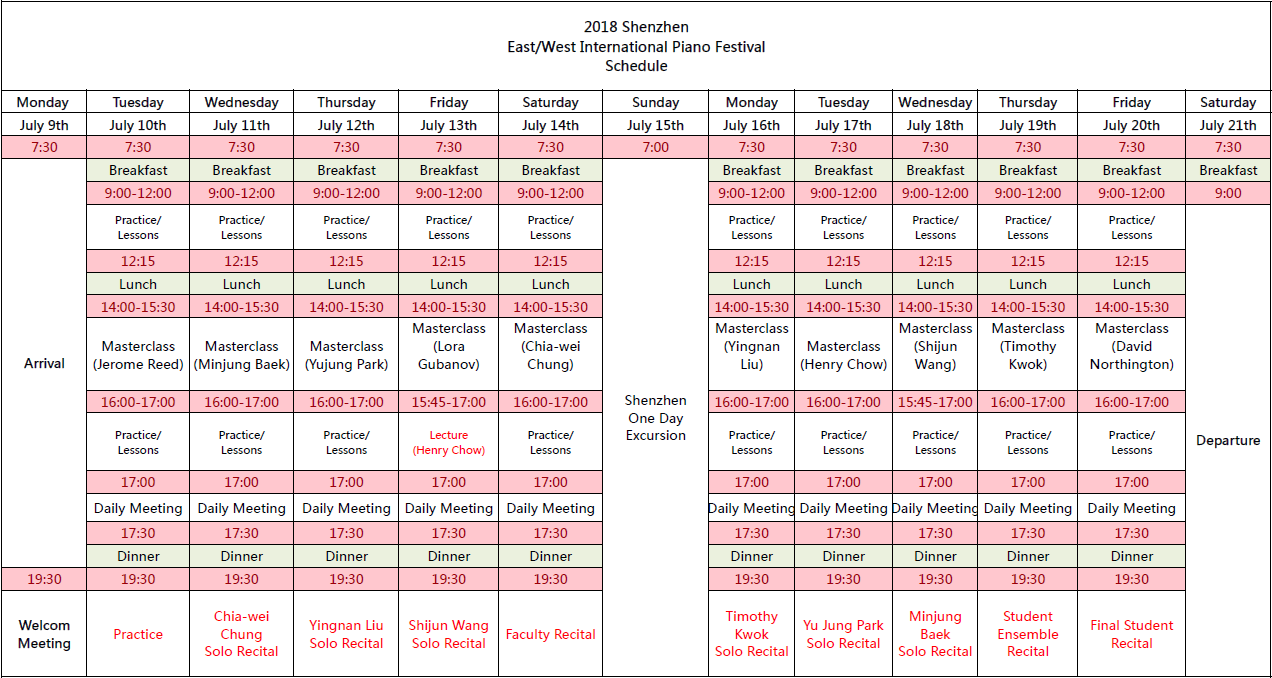 2018 Shenzhen
East/West International Piano Festival
Schedule
Monday Tuesday Wednesday Thursday Friday Saturday Sunday Monday Tuesday Wednesday Thursday Friday Saturday
July 9th July 10th July 11th July 12th July 13th July 14th July 15th July 16th July 17th July 18th July 19th July 20th July 21th
7:30 7:30 7:30 7:30 7:30 7:30 7:00 7:30 7:30 7:30 7:30 7:30 7:30
Breakfast Breakfast Breakfast Breakfast Breakfast Breakfast Breakfast Breakfast Breakfast Breakfast Breakfast
9:00-12:00 9:00-12:00 9:00-12:00 9:00-12:00 9:00-12:00 9:00-12:00 9:00-12:00 9:00-12:00 9:00-12:00 9:00-12:00 9:00
Practice/ Practice/ Practice/ Practice/ Practice/ Practice/ Practice/ Practice/ Practice/ Practice/
Lessons Lessons Lessons Lessons Lessons Lessons Lessons Lessons Lessons Lessons
12:15 12:15 12:15 12:15 12:15 12:15 12:15 12:15 12:15 12:15
Lunch Lunch Lunch Lunch Lunch Lunch Lunch Lunch Lunch Lunch
14:00-15:30 14:00-15:30 14:00-15:30 14:00-15:30 14:00-15:30 14:00-15:30 14:00-15:30 14:00-15:30 14:00-15:30 14:00-15:30
Masterclass Masterclass Masterclass Masterclass Masterclass Masterclass
Masterclass Masterclass Masterclass (Lora (Chia-wei (Yingnan Masterclass (Shijun (Timothy (David
Arrival (Jerome Reed) (Minjung Baek) (Yujung Park) Gubanov) Chung) Liu) (Henry Chow) Wang) Kwok) Northington)
16:00-17:00 16:00-17:00 16:00-17:00 15:45-17:00 16:00-17:00 16:00-17:00 16:00-17:00 15:45-17:00 16:00-17:00 16:00-17:00
Shenzhen
One Day
Excursion
Practice/ Practice/ Practice/ Lecture Practice/ Practice/ Practice/ Practice/ Practice/ Practice/
Lessons Lessons Lessons (Henry Chow) Lessons Lessons Lessons Lessons Lessons Lessons
Departure
17:00 17:00 17:00 17:00 17:00 17:00 17:00 17:00 17:00 17:00
Daily Meeting Daily Meeting Daily Meeting Daily Meeting Daily Meeting Daily Meeting Daily Meeting Daily Meeting Daily Meeting Daily Meeting
17:30 17:30 17:30 17:30 17:30 17:30 17:30 17:30 17:30 17:30
Dinner Dinner Dinner Dinner Dinner Dinner Dinner Dinner Dinner Dinner
19:30 19:30 19:30 19:30 19:30 19:30 19:30 19:30 19:30 19:30 19:30
Chia-wei Timothy Minjung Student
Welcom Yingnan Liu Shijun Wang Yu Jung Park Final Student
Practice Chung Faculty Recital Kwok Baek Ensemble
Meeting Solo Recital Solo Recital Solo Recital Recital
Solo Recital Solo Recital Solo Recital Recital